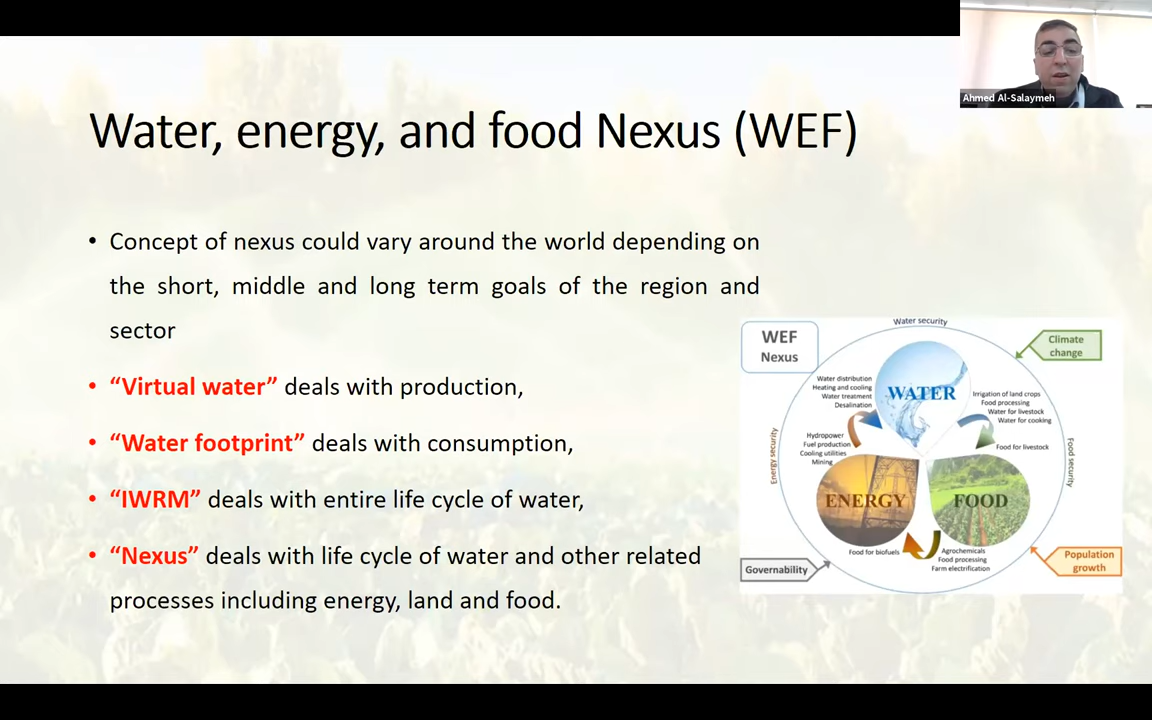 Ahmed Al-Salaymeh
Water, energy, and food Nexus (WEF)
• Concept of nexus could vary around the world depending on
the short, middle and long term goals of the region and
sector
• “Virtual water” deals with production,
• “Water footprint” deals with consumption,
• “IWRM” deals with entire life cycle of water,
• “Nexus” deals with life cycle of water and other related
processes including energy, land and food.
WEF
Nexus
Water security
Climate
change
Water distribution
Heating and cooling
Water treatment
Desalination
WATER
Irrigation of land crops
Food processing
Water for livestock
Water for cooking
Hydropower
Fuel production
Cooling utilities
Mining
Food for livestock
Energy security
Food security
ENERGY
FOOD
Food for biofuels
Agrochemicals
Food processing
Farm electrification
Governability
Population
growth